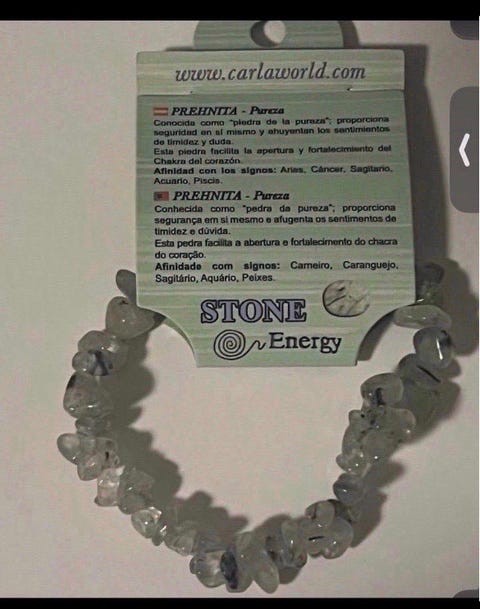 www.carlaworld.com
PREHNITA - Pureza
Conocida como "piedra de la pureza"; proporciona
seguridad en sí mismo y ahuyentan los sentimientos
de timidez y duda.
Esta piedra facilita la apertura y fortalecimiento del
Chakra del corazón.
Afinidad con los signos: Aries, Cáncer, Sagitario,
Acuario, Piscis.
PREHNITA - Pureza
Conhecida como "pedra da pureza"; proporciona
segurança em si mesmo e afugenta os sentimentos de
timidez e dúvida.
Esta pedra facilita a abertura e fortalecimento do chacra
do coração.
Afinidade com signos: Carneiro, Caranguejo,
Sagitário, Aquário, Peixes.
STONE
Energy